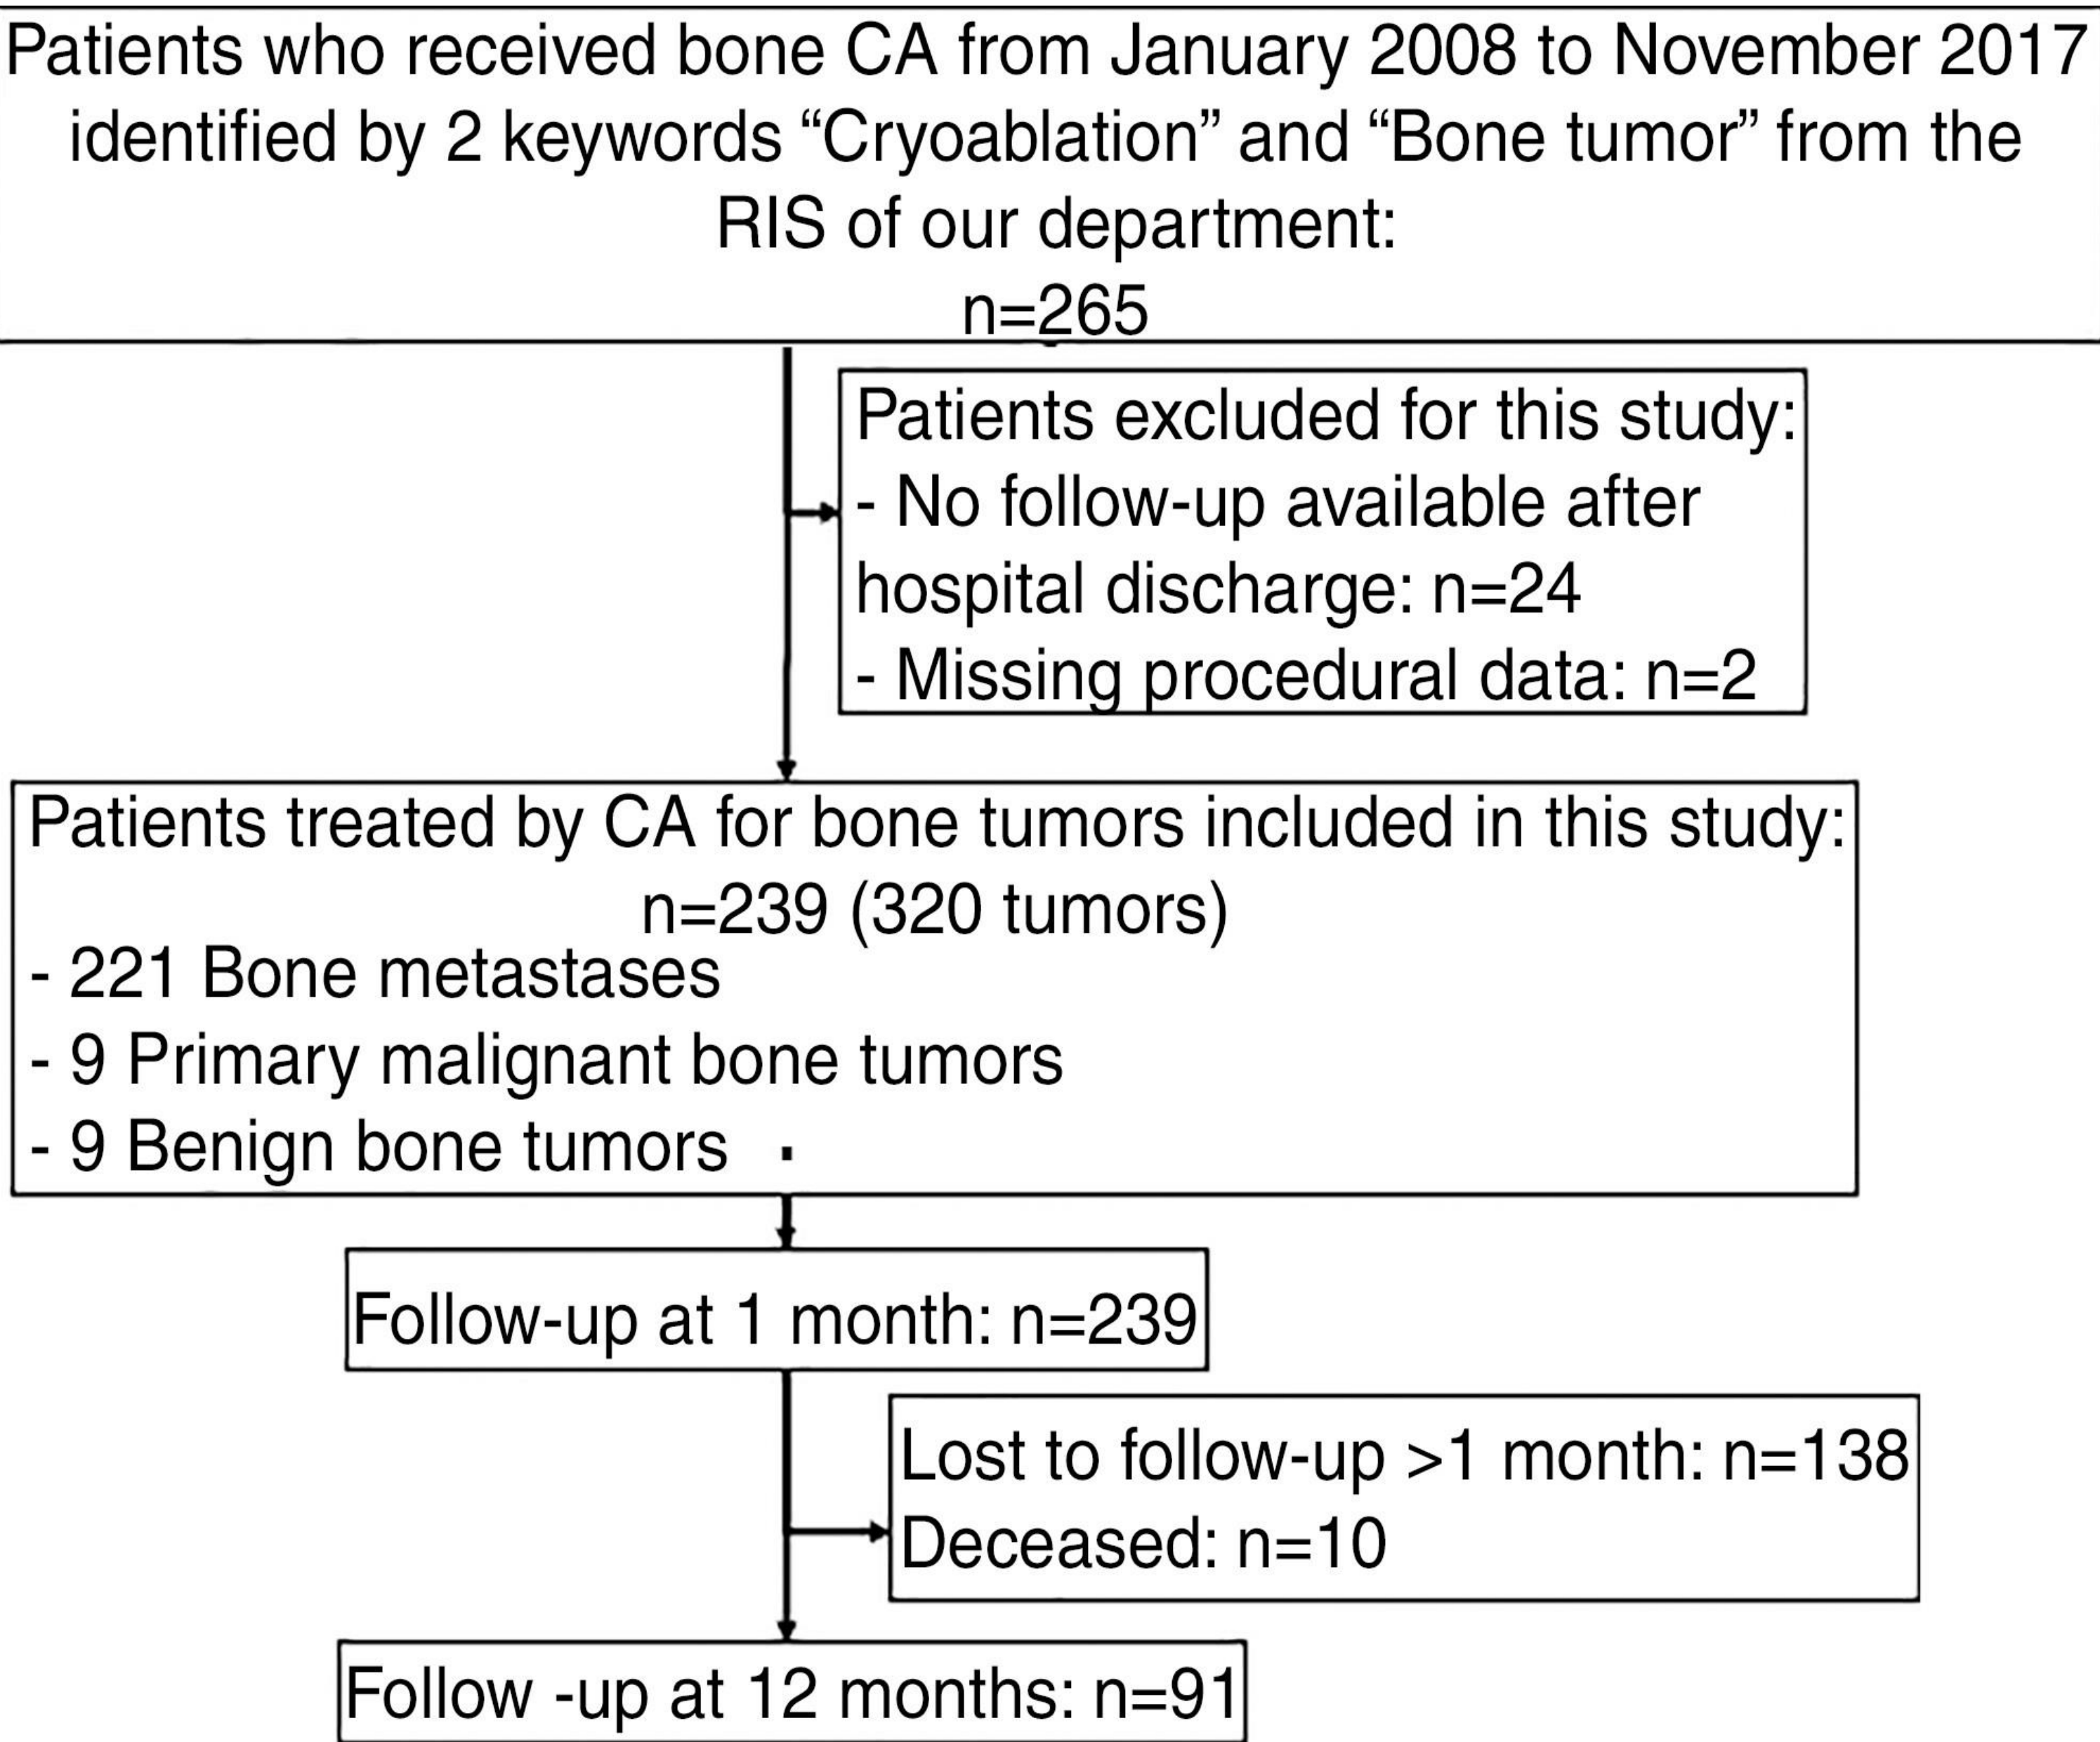 Patients who received bone CA from January 2008 to November 2017
identified by 2 keywords “Cryoablation” and “Bone tumor” from the
RIS of our department:
n=265
Patients excluded for this study:
- No follow-up available after
hospital discharge: n=24
- Missing procedural data: n=2
Patients treated by CA for bone tumors included in this study:
n=239 (320 tumors)
- 221 Bone metastases
- 9 Primary malignant bone tumors
- 9 Benign bone tumors
Follow-up at 1 month: n=239
Lost to follow-up >1 month: n=138
Deceased: n=10
Follow -up at 12 months: n=91